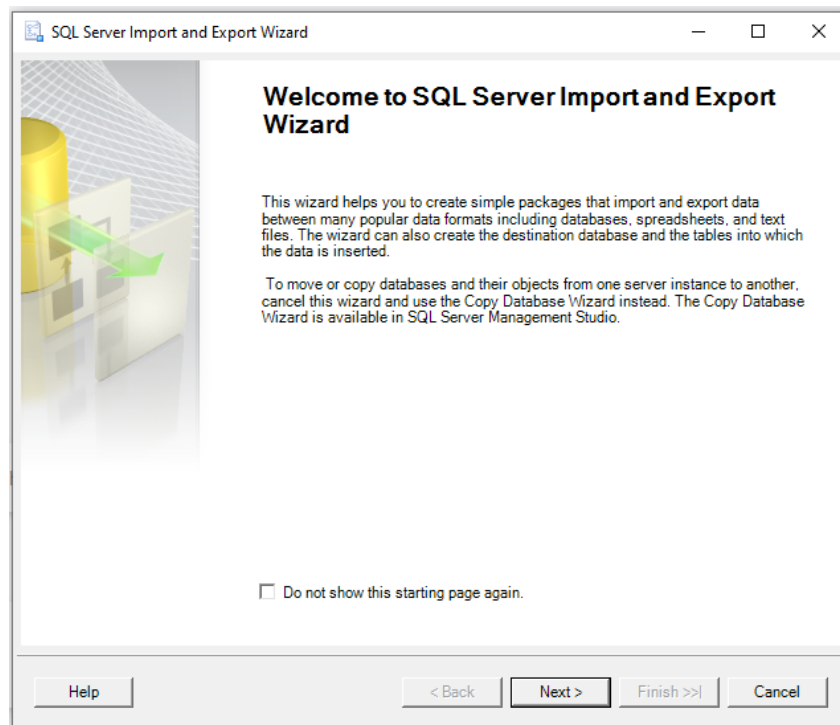 SQL Server Import and Export Wizard
Welcome to SQL Server Import and Export
Wizard
This wizard helps you to create simple packages that import and export data
between many popular data formats including databases, spreadsheets, and text
files. The wizard can also create the destination database and the tables into which
the data is inserted.
To move or copy databases and their objects from one server instance to another,
cancel this wizard and use the Copy Database Wizard instead. The Copy Database
Wizard is available in SQL Server Management Studio.
Do not show this starting page again.
Help < Back Next > Finish >>| Cancel